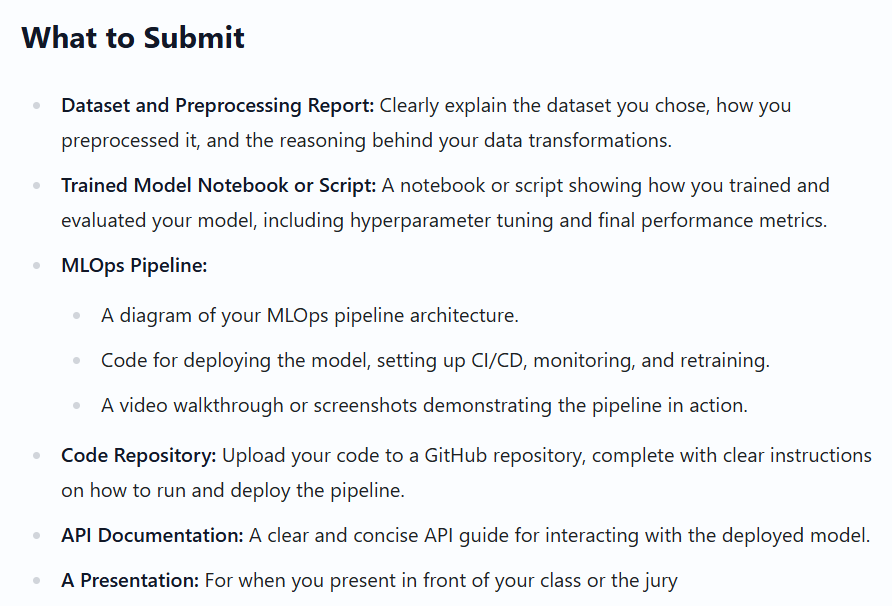 What to Submit
Dataset and Preprocessing Report: Clearly explain the dataset you chose, how you
preprocessed it, and the reasoning behind your data transformations.
Trained Model Notebook or Script: A notebook or script showing how you trained and
evaluated your model, including hyperparameter tuning and final performance metrics.
MLOps Pipeline:
A diagram of your MLOps pipeline architecture.
Code for deploying the model, setting up CI/CD, monitoring, and retraining.
A video walkthrough or screenshots demonstrating the pipeline in action.
Code Repository: Upload your code to a GitHub repository, complete with clear instructions
on how to run and deploy the pipeline.
API Documentation: A clear and concise API guide for interacting with the deployed model.
A Presentation: For when you present in front of your class or the jury